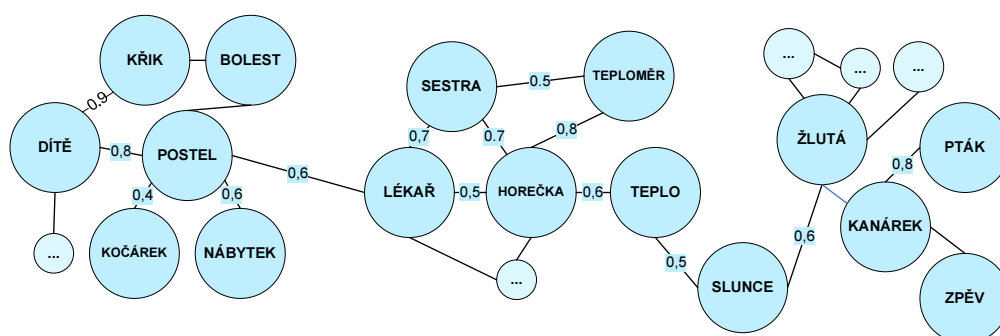 KŘIK
BOLEST
0.9
DÍTĚ
0,8
POSTEL
0,4
0,6
KOČÁREK
NÁBYTEK
...
0,6
SESTRA
0.5
TEPLOMĚR
0,7
0.7
0,8
LÉKAŘ
0,5
HOREČKA
0,6
TEPLO
...
0,5
SLUNCE
0,6
...
...
...
ŽLUTÁ
0,8
PTÁK
KANÁREK
ZPĚV